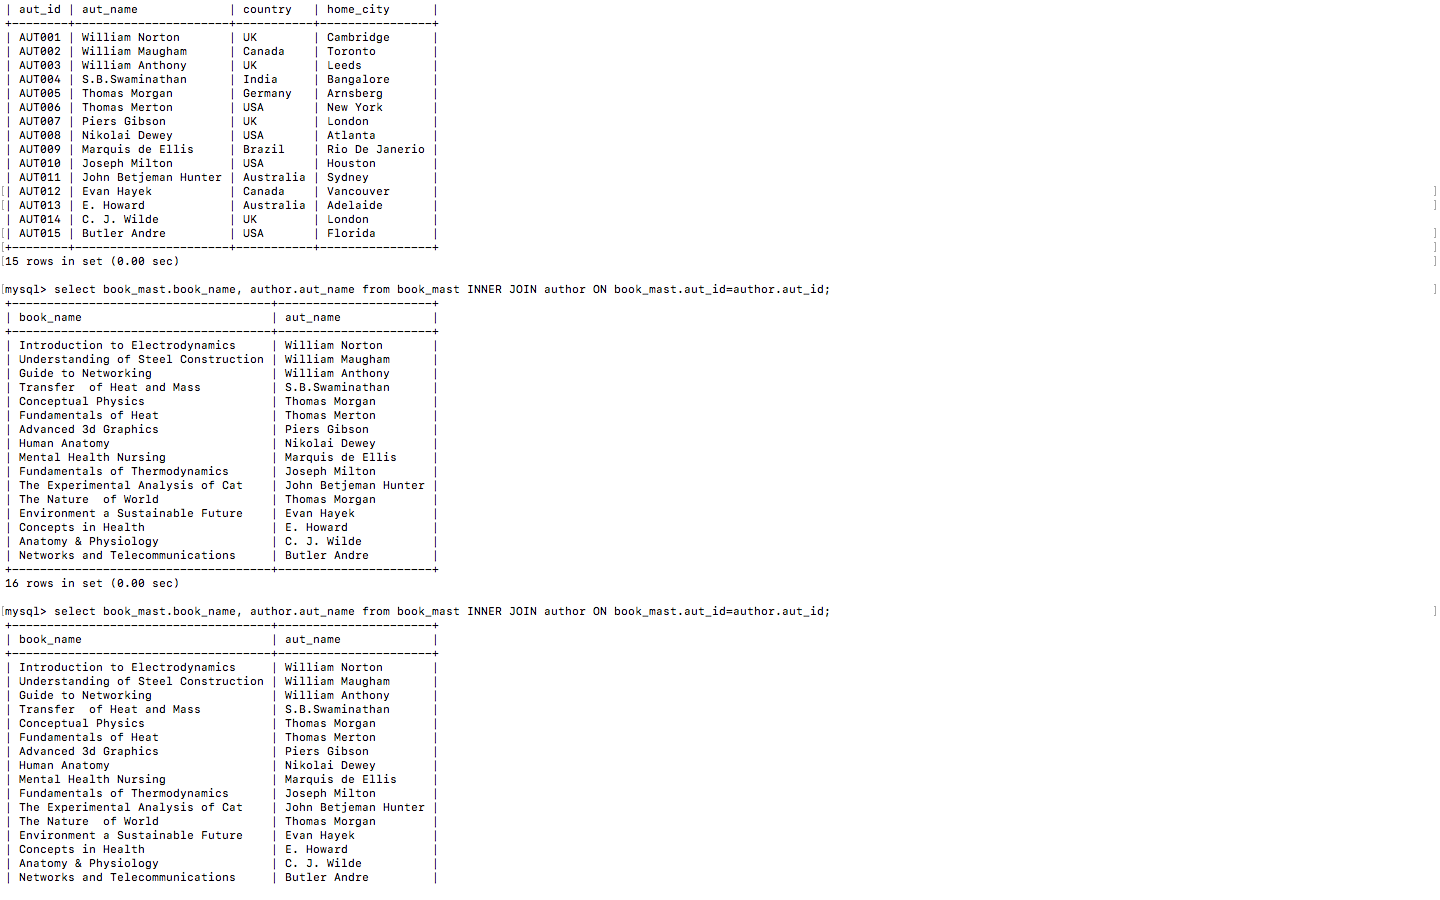 | aut_id | aut_name             | country   | home_city      |
+--------+----------------------+-----------+----------------+
| AUT001 | William Norton       | UK        | Cambridge      |
| AUT002 | William Maugham      | Canada    | Toronto        |
| AUT003 | William Anthony      | UK        | Leeds          |
| AUT004 | S.B.Swaminathan      | India     | Bangalore      |
| AUT005 | Thomas Morgan        | Germany   | Arnsberg       |
| AUT006 | Thomas Merton        | USA       | New York       |
| AUT007 | Piers Gibson         | UK        | London         |
| AUT008 | Nikolai Dewey        | USA       | Atlanta        |
| AUT009 | Marquis de Ellis     | Brazil    | Rio De Janerio |
| AUT010 | Joseph Milton        | USA       | Houston        |
| AUT011 | John Betjeman Hunter | Australia | Sydney         |
[| AUT012 | Evan Hayek           | Canada    | Vancouver      | ]
[| AUT013 | E. Howard            | Australia | Adelaide       | ]
| AUT014 | C. J. Wilde          | UK        | London         |
[| AUT015 | Butler Andre         | USA       | Florida        | ]
[+--------+----------------------+-----------+----------------+ ]
[15 rows in set (0.00 sec) ]
[mysql> select book_mast.book_name, author.aut_name from book_mast INNER JOIN author ON book_mast.aut_id=author.aut_id; ]
+-------------------------------------+----------------------+
| book_name                           | aut_name             |
+-------------------------------------+----------------------+
| Introduction to Electrodynamics     | William Norton       |
| Understanding of Steel Construction | William Maugham      |
| Guide to Networking                 | William Anthony      |
| Transfer  of Heat and Mass          | S.B.Swaminathan      |
| Conceptual Physics                  | Thomas Morgan        |
| Fundamentals of Heat                | Thomas Merton        |
| Advanced 3d Graphics                | Piers Gibson         |
| Human Anatomy                       | Nikolai Dewey        |
| Mental Health Nursing               | Marquis de Ellis     |
| Fundamentals of Thermodynamics      | Joseph Milton        |
| The Experimental Analysis of Cat    | John Betjeman Hunter |
| The Nature  of World                | Thomas Morgan        |
| Environment a Sustainable Future    | Evan Hayek           |
| Concepts in Health                  | E. Howard            |
| Anatomy & Physiology                | C. J. Wilde          |
| Networks and Telecommunications     | Butler Andre         |
+-------------------------------------+----------------------+
16 rows in set (0.00 sec)
[mysql> select book_mast.book_name, author.aut_name from book_mast INNER JOIN author ON book_mast.aut_id=author.aut_id; ]
+-------------------------------------+----------------------+
| book_name                           | aut_name             |
+-------------------------------------+----------------------+
| Introduction to Electrodynamics     | William Norton       |
| Understanding of Steel Construction | William Maugham      |
| Guide to Networking                 | William Anthony      |
| Transfer  of Heat and Mass          | S.B.Swaminathan      |
| Conceptual Physics                  | Thomas Morgan        |
| Fundamentals of Heat                | Thomas Merton        |
| Advanced 3d Graphics                | Piers Gibson         |
| Human Anatomy                       | Nikolai Dewey        |
| Mental Health Nursing               | Marquis de Ellis     |
| Fundamentals of Thermodynamics      | Joseph Milton        |
| The Experimental Analysis of Cat    | John Betjeman Hunter |
| The Nature  of World                | Thomas Morgan        |
| Environment a Sustainable Future    | Evan Hayek           |
| Concepts in Health                  | E. Howard            |
| Anatomy & Physiology                | C. J. Wilde          |
| Networks and Telecommunications     | Butler Andre         |